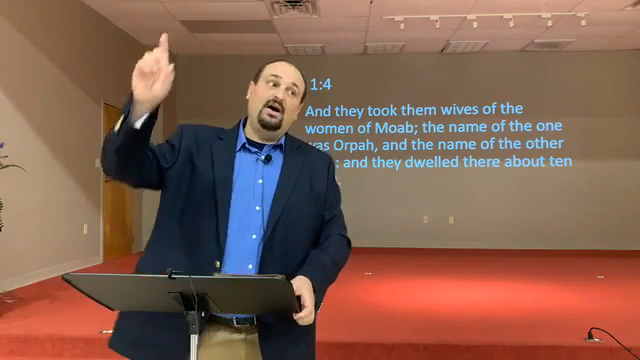 1:4
And they took them wives of the
women of Moab; the name of the one
was Orpah, and the name of the other
: and they dwelled there about ten